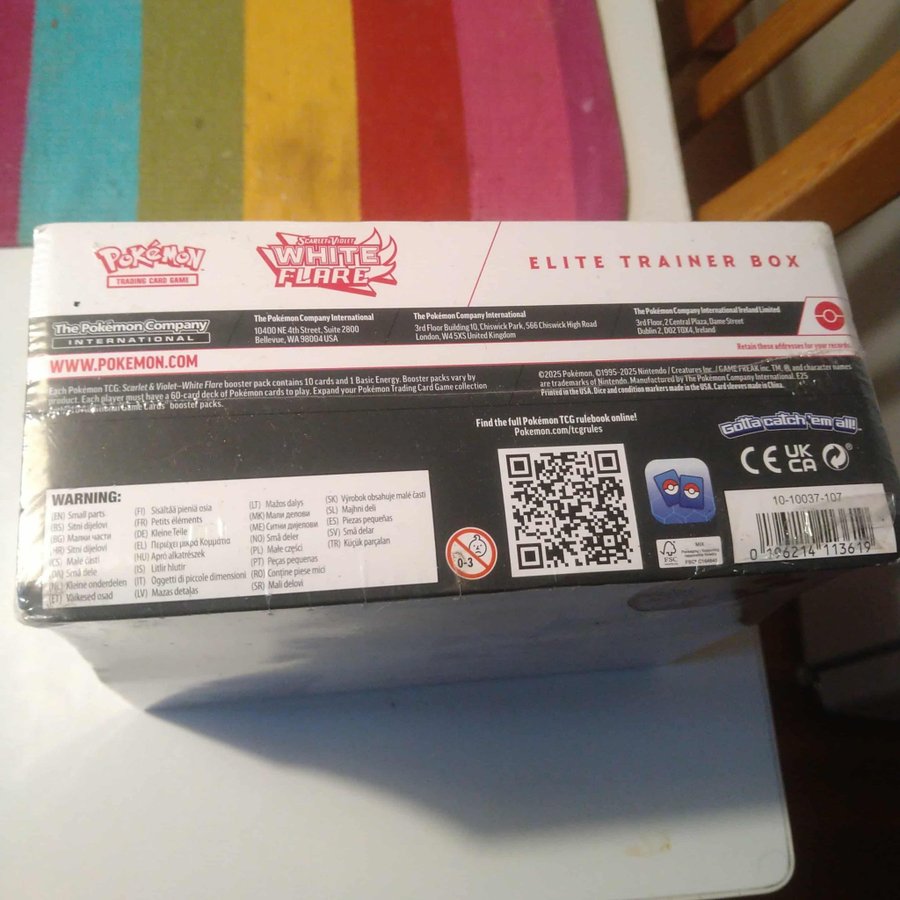 Pokémon
TRADING CARD GAME
SCARLET & VIOLET
WHITE FLARE
ELITE TRAINER BOX
The Pokémon Company
INTERNATIONAL
The Pokémon Company International
10400 NE 4th Street, Suite 2800
Bellevue, WA 98004 USA
The Pokémon Company International
3rd Floor Building 10, Chiswick Park, 566 Chiswick High Road
London, W4 5XS United Kingdom
The Pokémon Company International Ireland Limited
3rd Floor, 2 Central Plaza, Dame Street
Dublin 2, D02 T0X4, Ireland
Retain these addresses for your records.
WWW.POKEMON.COM
Each Pokémon TCG: Scarlet & Violet—White Flare booster pack contains 10 cards and 1 Basic Energy. Booster packs vary by
product. Each player must have a 60-card deck of Pokémon cards to play. Expand your Pokémon Trading Card Game collection
Game Cards booster packs.
©2025 Pokémon. ©1995-2025 Nintendo / Creatures Inc. / GAME FREAK inc. TM, ®, and character names
are trademarks of Nintendo. Manufactured by The Pokémon Company International. E25
Printed in the USA. Dice and condition markers made in the USA. Card sleeves made in China.
Find the full Pokémon TCG rulebook online!
Pokemon.com/tcgrules
Gotta catch 'em all!
CE UK CA
WARNING:
(EN) Small parts
(BS) Sitni dijelovi
(BG) Малки части
(HR) Sitni dijelovi
(CS) Malé části
(DA) Små dele
(NL) Kleine onderdelen
(ET) Väikesed osad
(FI) Sisältää pieniä osia
(FR) Petits éléments
(DE) Kleine Teile
(EL) Περιέχει μικρά Κομμάτια
(HU) Apró alkatrészek
(IS) Litlir hlutir
(IT) Oggetti di piccole dimensioni
(LV) Mazas detaļas
(LT) Mažos dalys
(MK) Мали делови
(ME) Ситни дијелови
(NO) Små deler
(PL) Małe części
(PT) Peças pequenas
(RO) Conține piese mici
(SR) Mali delovi
(SK) Výrobok obsahuje malé časti
(SL) Majhni deli
(ES) Piezas pequeñas
(SV) Små delar
(TR) Küçük parçaları
0-3
FSC
MIX
FSC® C164640
10-10037-107
0 196214 113619